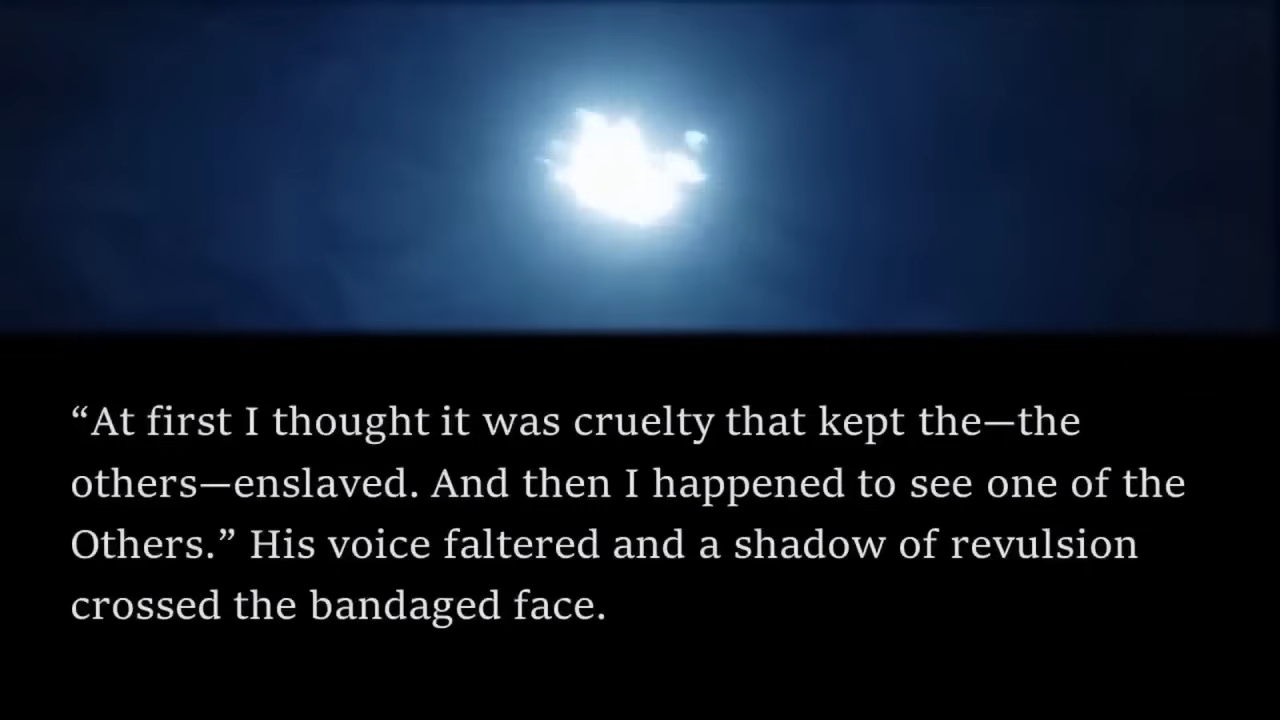 “At first I thought it was cruelty that kept the—the
others—enslaved. And then I happened to see one of the
Others.” His voice faltered and a shadow of revulsion
crossed the bandaged face.